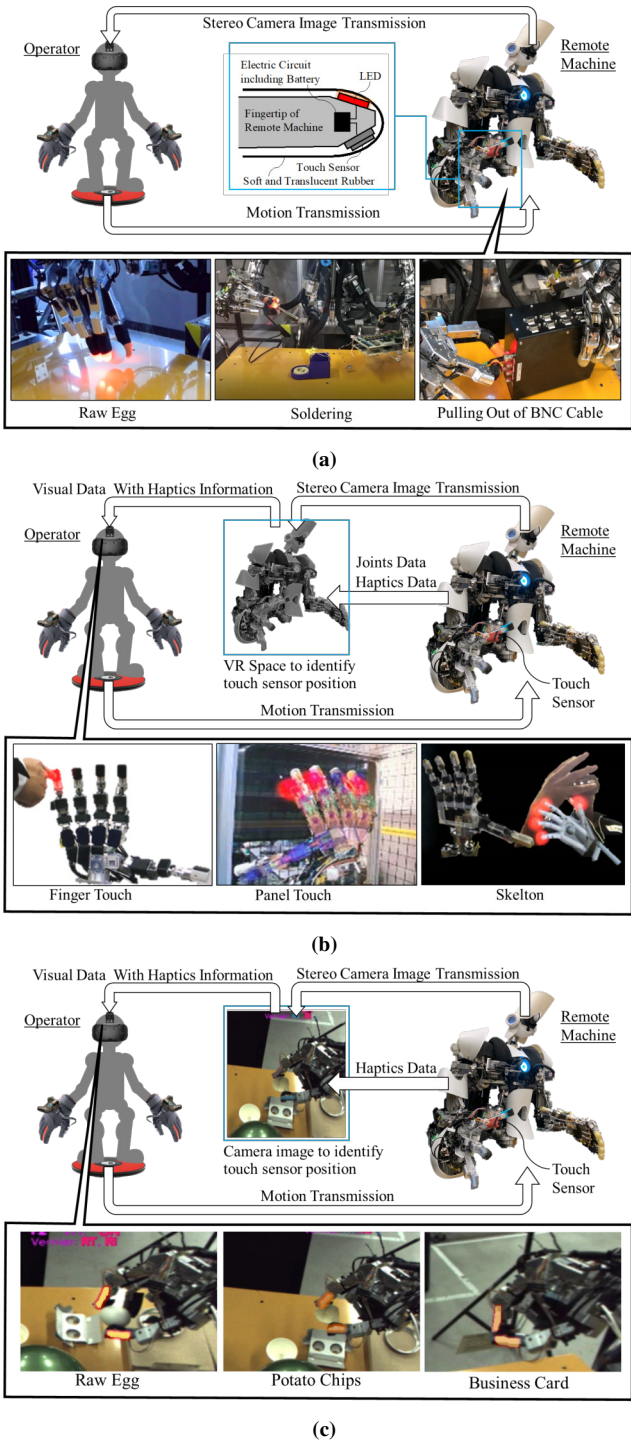 Stereo Camera Image Transmission
Operator
Remote
Machine
Electric Circuit
including Battery
LED
Fingertip of
Remote Machine
Touch Sensor
Soft and Translucent Rubber
Motion Transmission
Raw Egg
Soldering
Pulling Out of BNC Cable
(a)
Visual Data With Haptics Information
Stereo Camera Image Transmission
Operator
Remote
Machine
Joints Data
Haptics Data
VR Space to identify
touch sensor position
Touch
Sensor
Motion Transmission
Finger Touch
Panel Touch
Skelton
(b)
Visual Data With Haptics Information
Stereo Camera Image Transmission
Operator
Remote
Machine
Haptics Data
Camera image to identify
touch sensor position
Touch
Sensor
Motion Transmission
Raw Egg
Potato Chips
Business Card
(c)